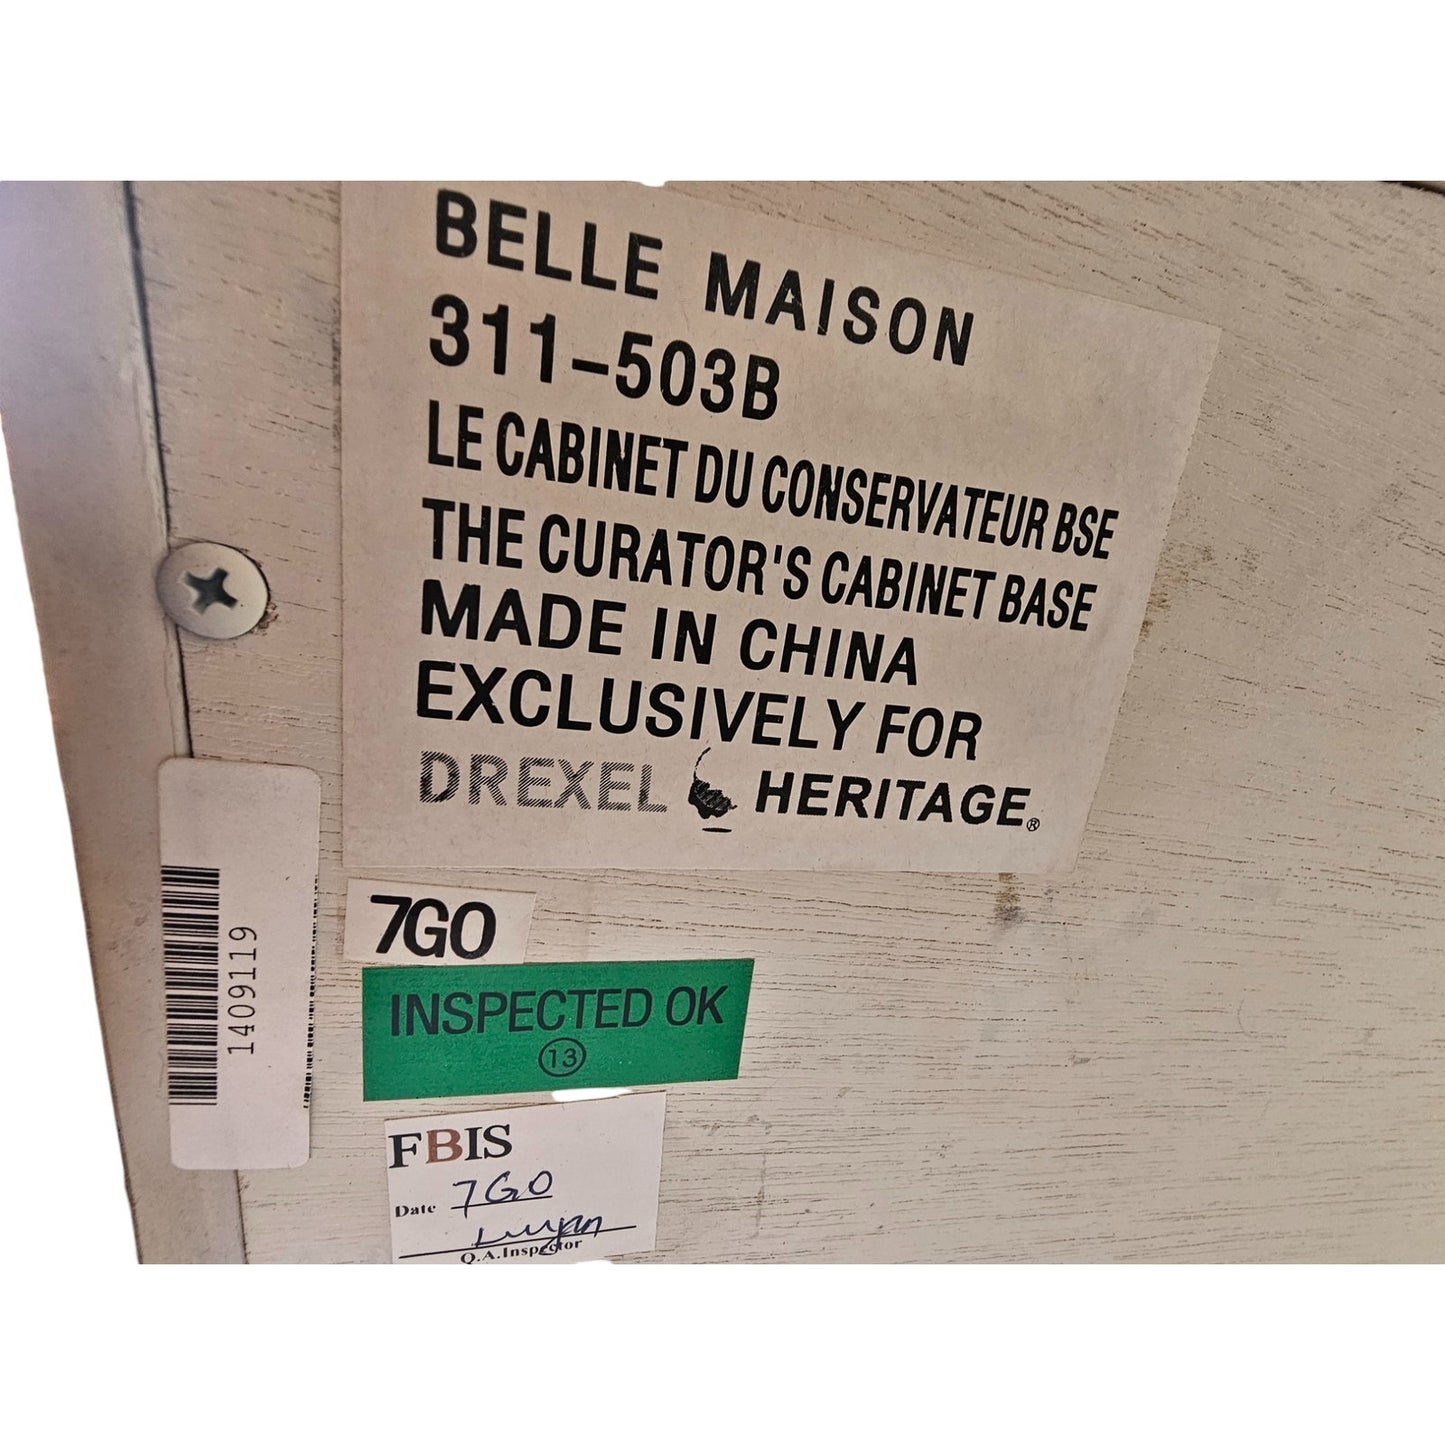 BELLE MAISON
311-503B
LE CABINET DU CONSERVATEUR BSE
THE CURATOR'S CABINET BASE
MADE IN CHINA
EXCLUSIVELY FOR
DREXEL HERITAGE®
1409119
7GO
INSPECTED OK
13
FBIS
Date 7GO
Q.A.Inspector